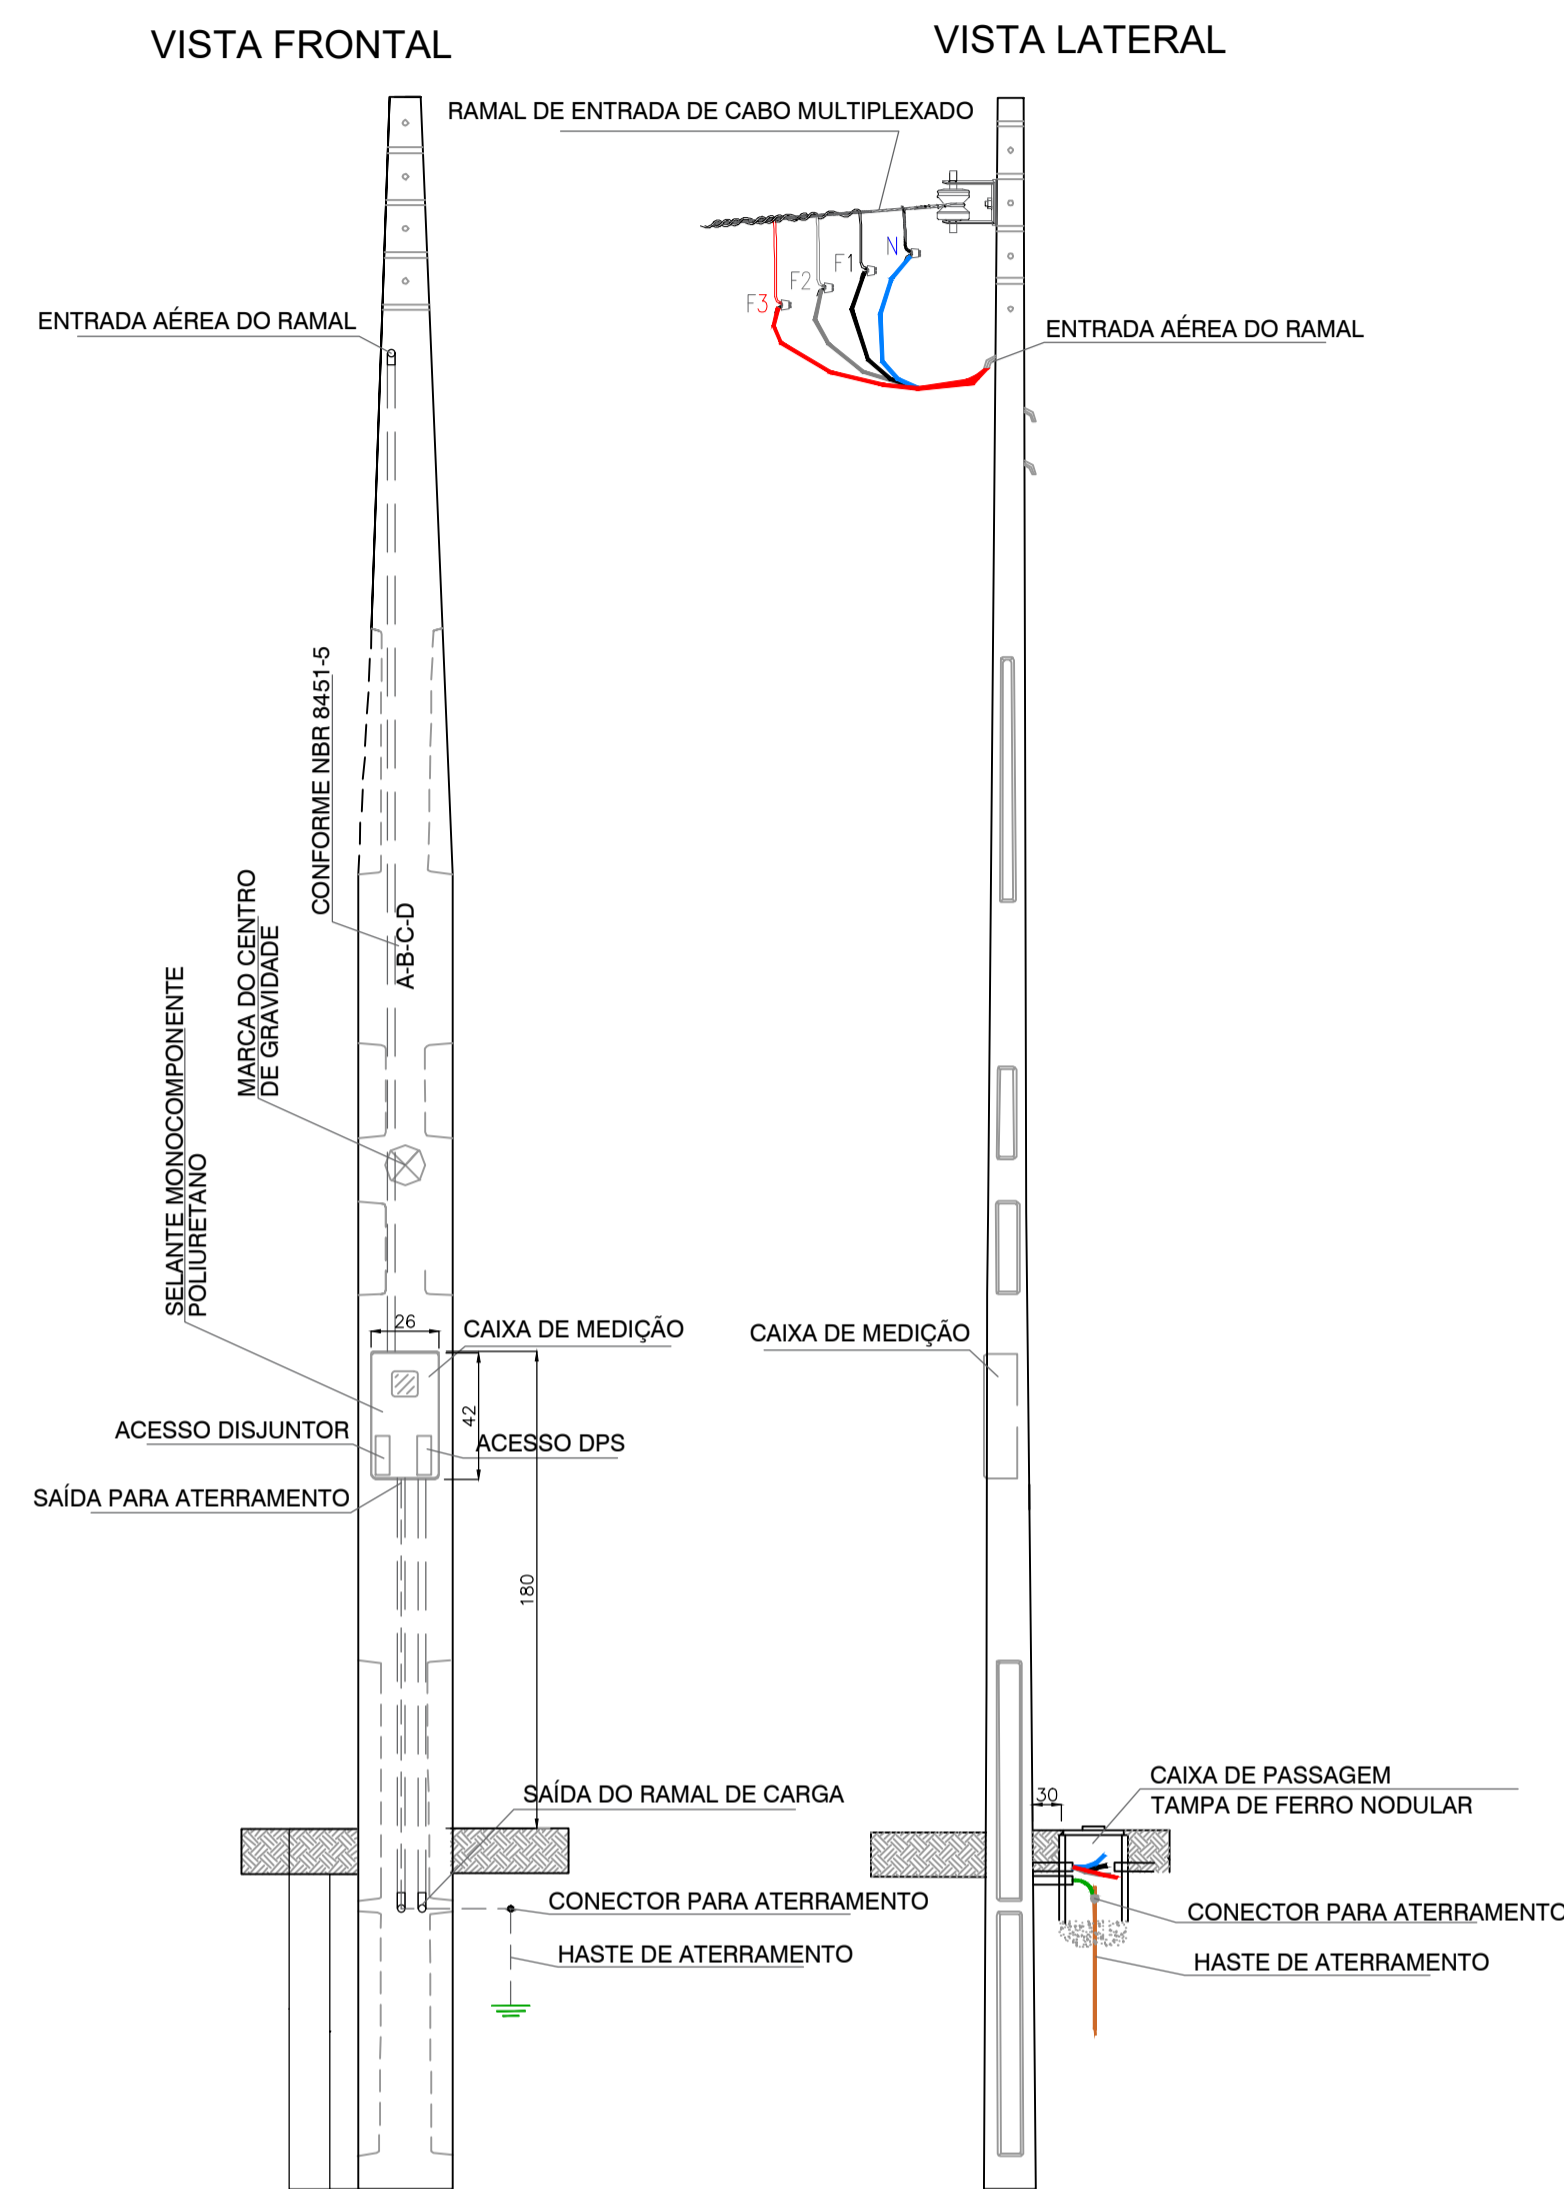 VISTA FRONTAL
VISTA LATERAL
RAMAL DE ENTRADA DE CABO MULTIPLEXADO
N
F1
F2
F3
ENTRADA AÉREA DO RAMAL
ENTRADA AÉREA DO RAMAL
CONFORME NBR 8451-5
A-B-C-D
MARCA DO CENTRO
DE GRAVIDADE
SELANTE MONOCOMPONENTE
POLIURETANO
26
CAIXA DE MEDIÇÃO
CAIXA DE MEDIÇÃO
42
ACESSO DISJUNTOR
ACESSO DPS
SAÍDA PARA ATERRAMENTO
180
SAÍDA DO RAMAL DE CARGA
30
CAIXA DE PASSAGEM
TAMPA DE FERRO NODULAR
CONECTOR PARA ATERRAMENTO
CONECTOR PARA ATERRAMENTO
HASTE DE ATERRAMENTO
HASTE DE ATERRAMENTO